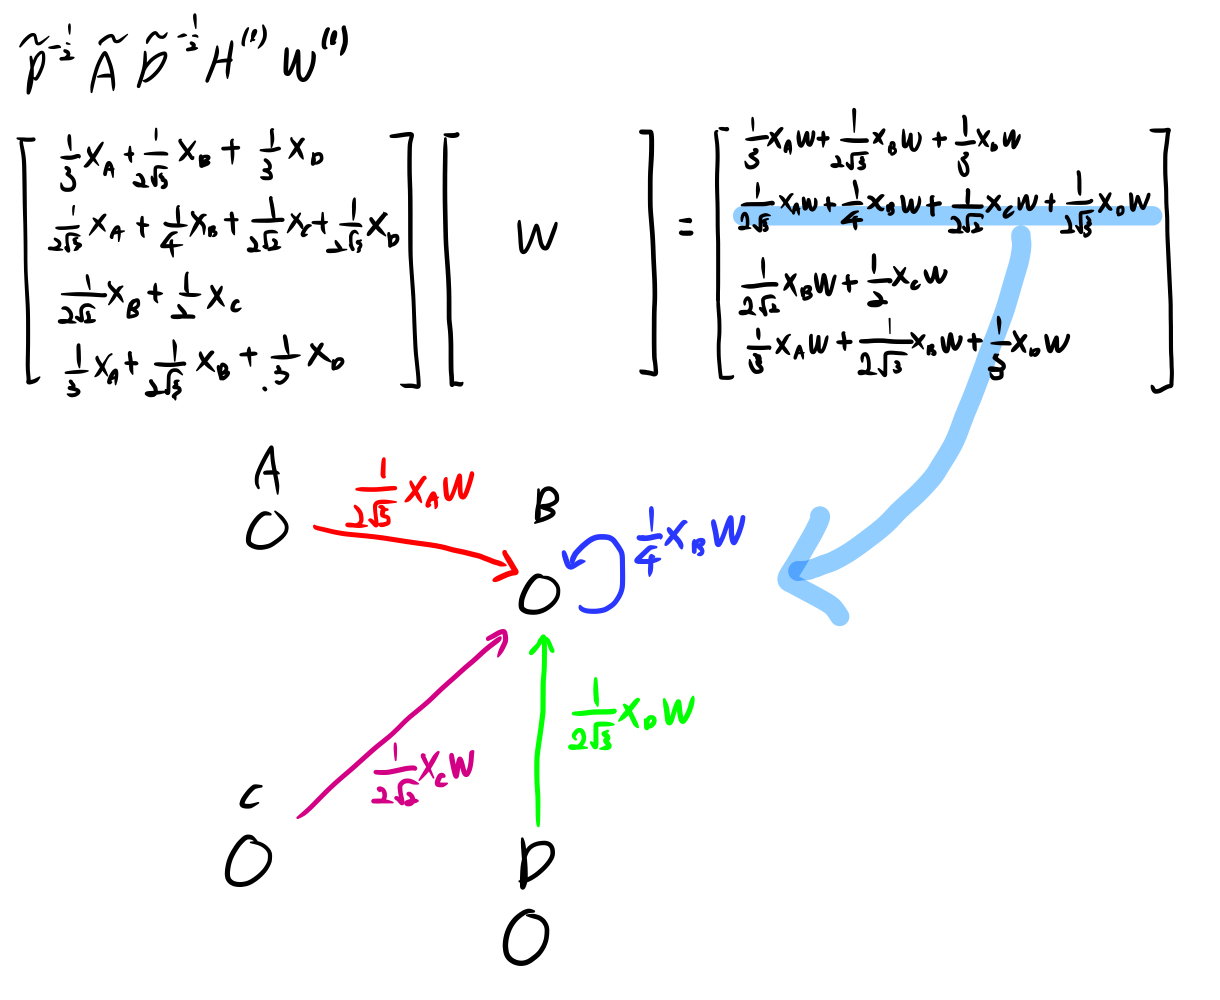 D̃^{-1/2} Ã D̃^{-1/2} H^{(l)} W^{(l)}
[ 1/3 X_A + 1/(2√3) X_B + 1/3 X_D
1/(2√3) X_A + 1/4 X_B + 1/(2√2) X_C + 1/(2√3) X_D
1/(2√2) X_B + 1/2 X_C
1/3 X_A + 1/(2√3) X_B + 1/3 X_D ]
[ W ] =
[ 1/3 X_A W + 1/(2√3) X_B W + 1/3 X_D W
1/(2√3) X_A W + 1/4 X_B W + 1/(2√2) X_C W + 1/(2√3) X_D W
1/(2√2) X_B W + 1/2 X_C W
1/3 X_A W + 1/(2√3) X_B W + 1/3 X_D W ]
A
1/(2√3) X_A W
B
1/4 X_B W
1/(2√3) X_D W
1/(2√2) X_C W
C
D